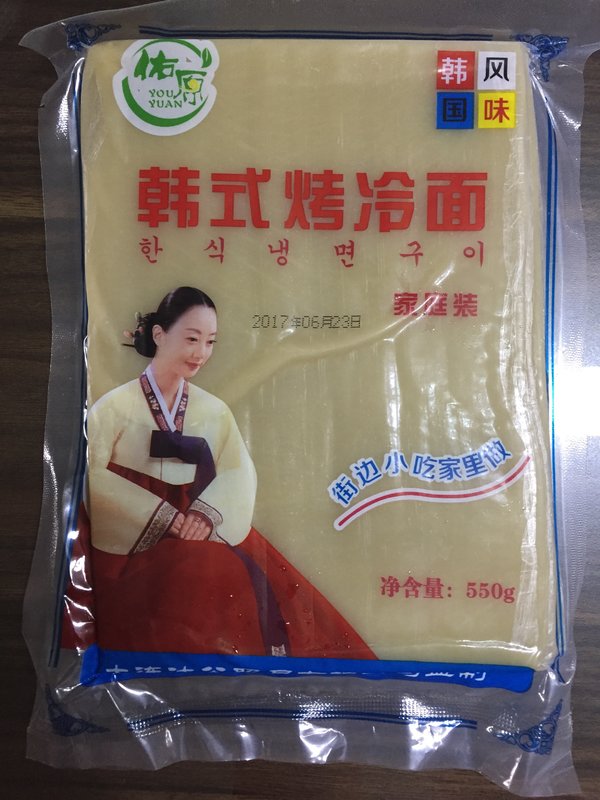 佑原
YOU
YUAN
韩风
国味
韩式烤冷面
한식냉면구이
家庭装
2017年06月23日
街边小吃家里做
净含量：550g